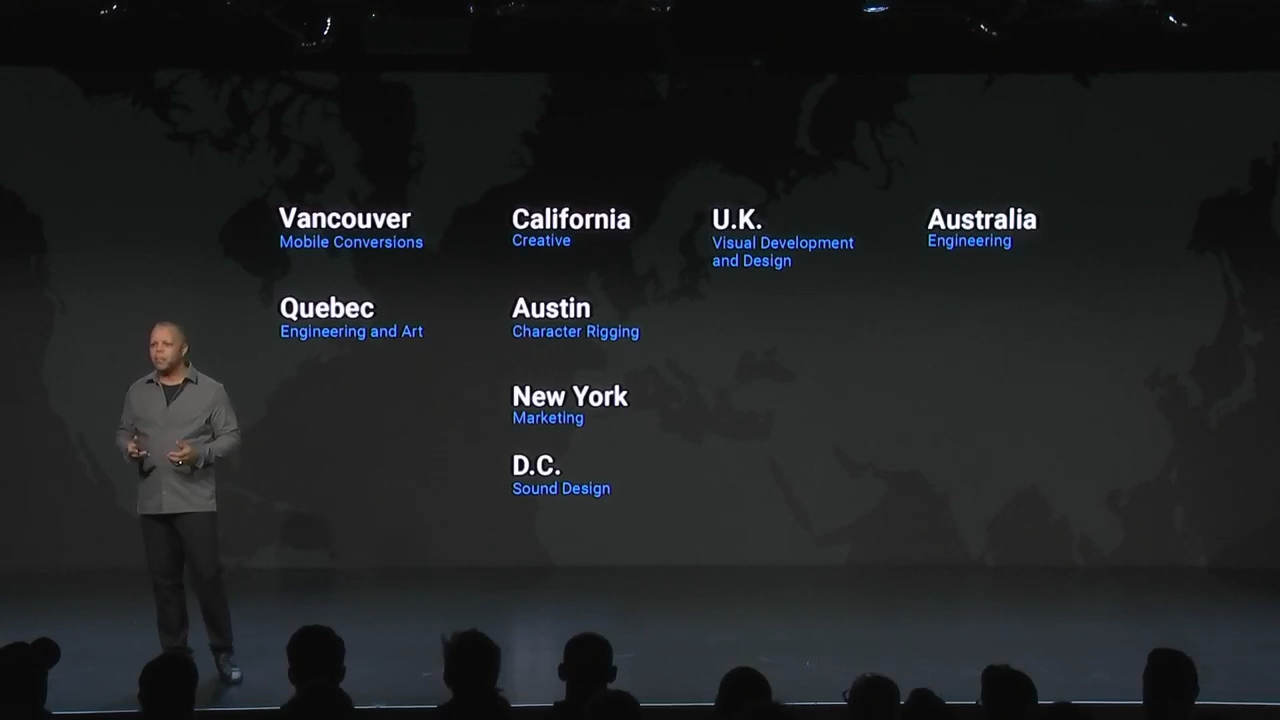 Vancouver
Mobile Conversions
Quebec
Engineering and Art
California
Creative
Austin
Character Rigging
New York
Marketing
D.C.
Sound Design
U.K.
Visual Development
and Design
Australia
Engineering